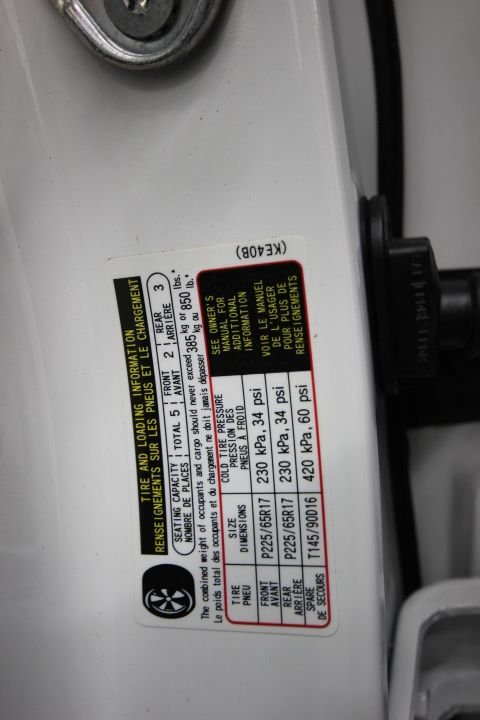 TIRE AND LOADING INFORMATION
RENSEIGNEMENTS SUR LES PNEUS ET LE CHARGEMENT
SEATING CAPACITY TOTAL 5 FRONT 2 REAR 3
NOMBRE DE PLACES AVANT ARRIÈRE
The combined weight of occupants and cargo should never exceed 385 kg or 850 lbs.
Le poids total des occupants et du chargement ne doit jamais dépasser kg ou lb.
TIRE SIZE COLD TIRE PRESSURE SEE OWNER'S
PNEU DIMENSIONS PRESSION DES MANUAL FOR
PNEUS À FROID ADDITIONAL
INFORMATION
FRONT P225/65R17 230 kPa, 34 psi
AVANT
REAR P225/65R17 230 kPa, 34 psi
ARRIÈRE
SPARE T145/90D16 420 kPa, 60 psi
DE SECOURS
VOIR LE MANUEL
DE L'USAGER
POUR PLUS DE
RENSEIGNEMENTS
(KE40B)